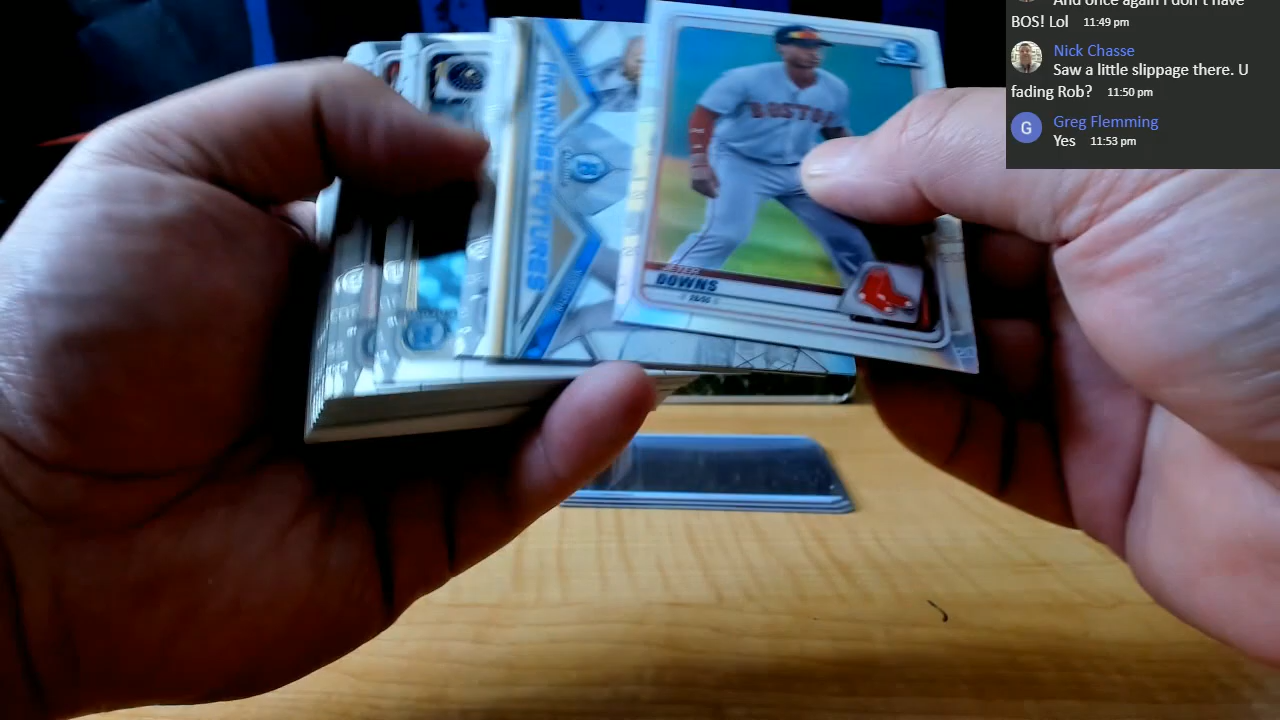 And once again I don't have
BOS! Lol 11:49 pm
Nick Chasse
Saw a little slippage there. U
fading Rob? 11:50 pm
G
Greg Flemming
Yes 11:53 pm
BOSTON
JETER
DOWNS
FRANCHISE FUTURES
B